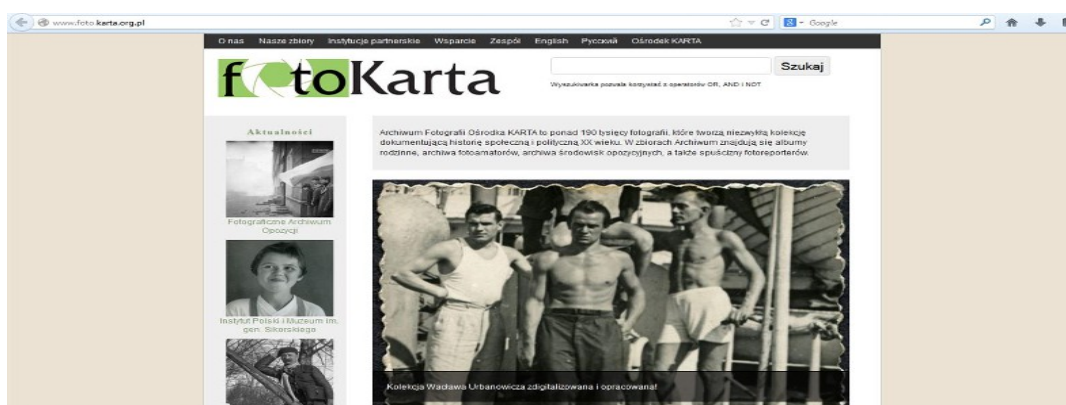 www.foto.karta.org.pl
Google
O nas Nasze zbiory Instytucje partnerskie Wsparcie Zespół English Русский Ośrodek KARTA
fotoKarta
Szukaj
Wyszukiwarka pozwala korzystać z operatorów OR, AND i NOT
Aktualności
Archiwum Fotografii Ośrodka KARTA to ponad 190 tysięcy fotografii, które tworzą niezwykłą kolekcję
dokumentującą historię społeczną i polityczną XX wieku. W zbiorach Archiwum znajdują się albumy
rodzinne, archiwa fotoamatorów, archiwa środowisk opozycyjnych, a także spuścizny fotoreporterów.
Fotograficzne Archiwum
Opozycji
Instytut Polski i Muzeum im.
gen. Sikorskiego
Kolekcja Wacława Urbanowicza zdigitalizowana i opracowana!